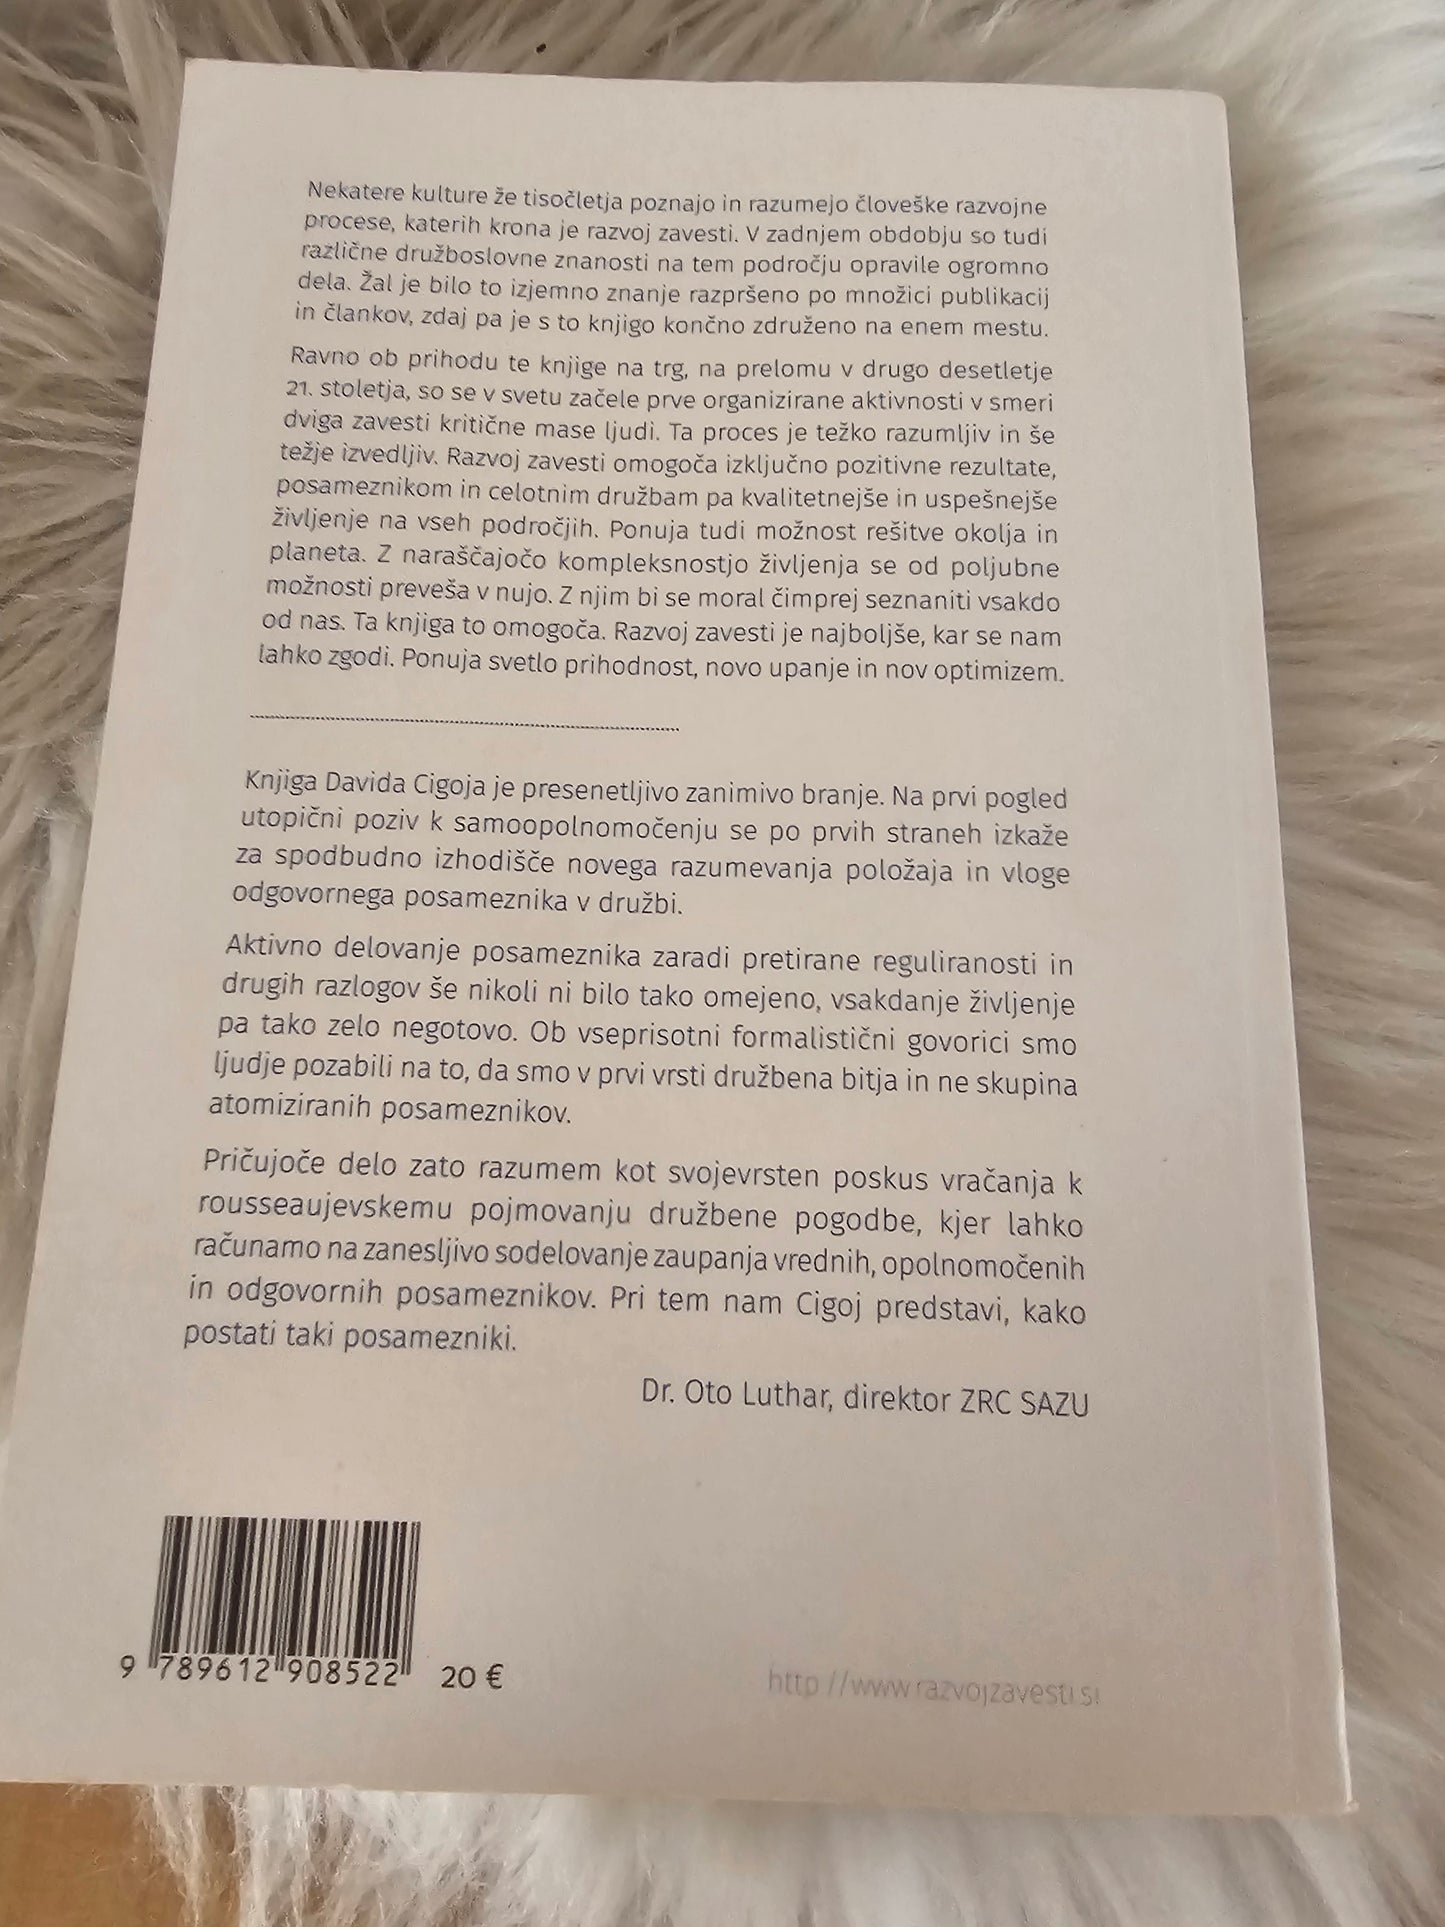 Nekatere kulture že tisočletja poznajo in razumejo človeške razvojne
procese, katerih krona je razvoj zavesti. V zadnjem obdobju so tudi
različne družboslovne znanosti na tem področju opravile ogromno
dela. Žal je bilo to izjemno znanje razpršeno po množici publikacij
in člankov, zdaj pa je s to knjigo končno združeno na enem mestu.
Ravno ob prihodu te knjige na trg, na prelomu v drugo desetletje
21. stoletja, so se v svetu začele prve organizirane aktivnosti v smeri
dviga zavesti kritične mase ljudi. Ta proces je težko razumljiv in še
težje izvedljiv. Razvoj zavesti omogoča izključno pozitivne rezultate,
posameznikom in celotnim družbam pa kvalitetnejše in uspešnejše
življenje na vseh področjih. Ponuja tudi možnost rešitve okolja in
planeta. Z naraščajočo kompleksnostjo življenja se od poljubne
možnosti preveša v nujo. Z njim bi se moral čimprej seznaniti vsakdo
od nas. Ta knjiga to omogoča. Razvoj zavesti je najboljše, kar se nam
lahko zgodi. Ponuja svetlo prihodnost, novo upanje in nov optimizem.
Knjiga Davida Cigoja je presenetljivo zanimivo branje. Na prvi pogled
utopični poziv k samoopolnomočenju se po prvih straneh izkaže
za spodbudno izhodišče novega razumevanja položaja in vloge
odgovornega posameznika v družbi.
Aktivno delovanje posameznika zaradi pretirane reguliranosti in
drugih razlogov še nikoli ni bilo tako omejeno, vsakdanje življenje
pa tako zelo negotovo. Ob vseprisotni formalistični govorici smo
ljudje pozabili na to, da smo v prvi vrsti družbena bitja in ne skupina
atomiziranih posameznikov.
Pričujoče delo zato razumem kot svojevrsten poskus vračanja k
rousseaujevskemu pojmovanju družbene pogodbe, kjer lahko
računamo na zanesljivo sodelovanje zaupanja vrednih, opolnomočenih
in odgovornih posameznikov. Pri tem nam Cigoj predstavi, kako
postati taki posamezniki.
Dr. Oto Luthar, direktor ZRC SAZU
9 789612 908522 20 €
http://www.razvojzavesti.si